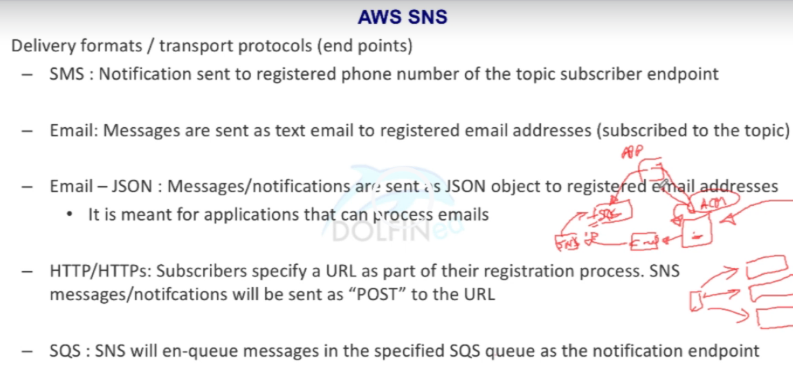 AWS SNS
Delivery formats / transport protocols (end points)
– SMS : Notification sent to registered phone number of the topic subscriber endpoint
– Email: Messages are sent as text email to registered email addresses (subscribed to the topic)
APP
– Email – JSON : Messages/notifications are sent as JSON object to registered email addresses
• It is meant for applications that can process emails
DOLFINed
– HTTP/HTTPs: Subscribers specify a URL as part of their registration process. SNS
messages/notifcations will be sent as "POST" to the URL
– SQS : SNS will en-queue messages in the specified SQS queue as the notification endpoint